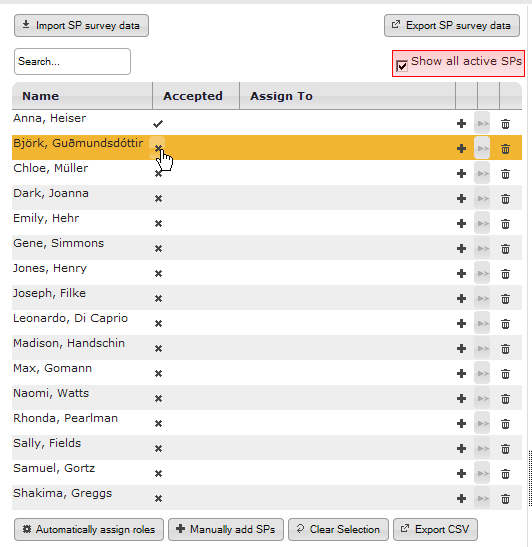 Import SP survey data Export SP survey data
Search... Show all active SPs
Name Accepted Assign To
Anna, Heiser
Björk, Guðmundsdóttir
Chloe, Müller
Dark, Joanna
Emily, Hehr
Gene, Simmons
Jones, Henry
Joseph, Filke
Leonardo, Di Caprio
Madison, Handschin
Max, Gomann
Naomi, Watts
Rhonda, Pearlman
Sally, Fields
Samuel, Gortz
Shakima, Greggs
Automatically assign roles Manually add SPs Clear Selection Export CSV